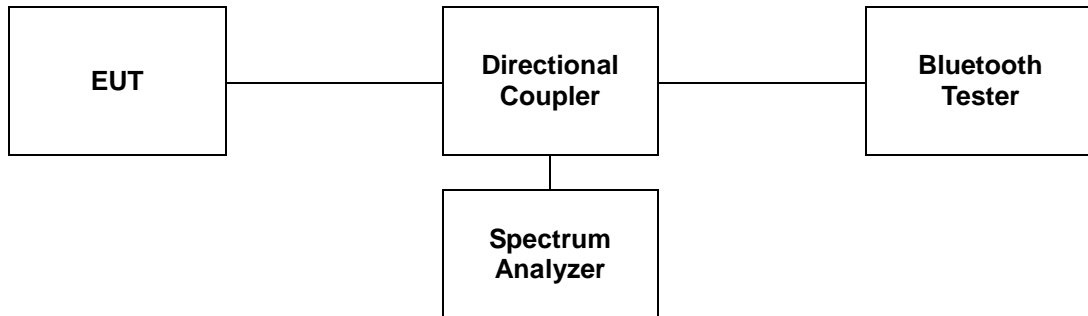 EUT
Directional
Coupler
Bluetooth
Tester
Spectrum
Analyzer